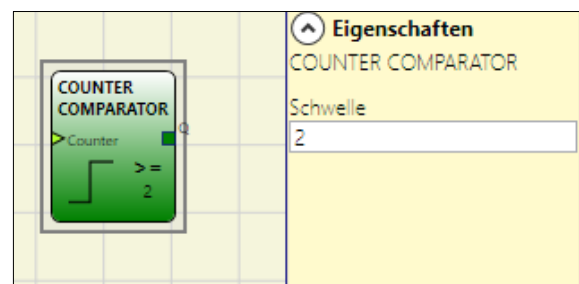 COUNTER
COMPARATOR
Counter
Q
>=
2
Eigenschaften
COUNTER COMPARATOR
Schwelle
2